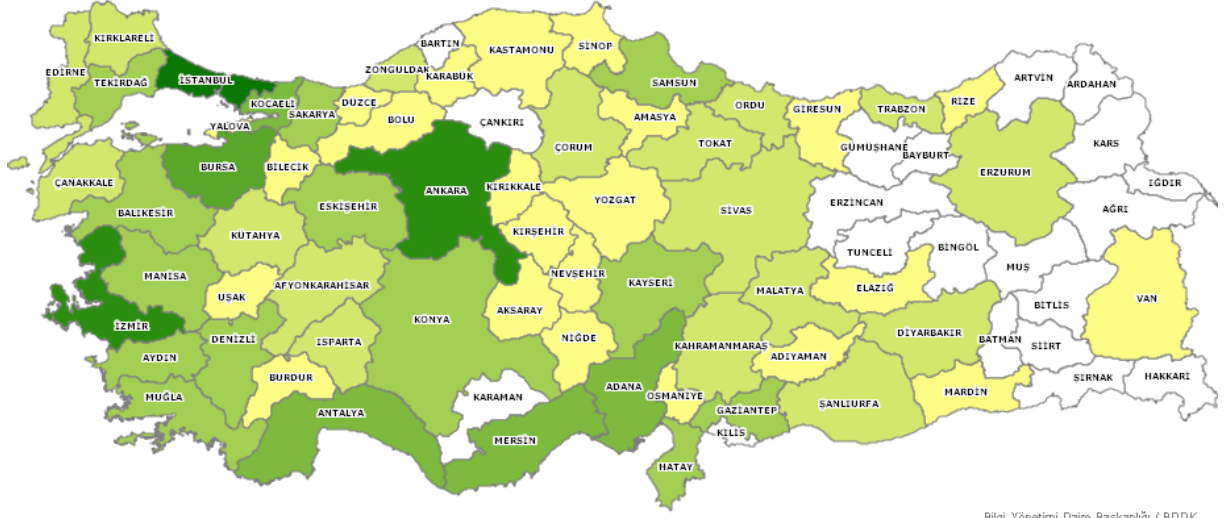 KIRKLARELİ
EDİRNE
TEKİRDAĞ
İSTANBUL
KOCAELİ
YALOVA
SAKARYA
DÜZCE
BOLU
ZONGULDAK
BARTIN
KARABÜK
KASTAMONU
SİNOP
ÇANKIRI
SAMSUN
AMASYA
ÇORUM
ORDU
TOKAT
GİRESUN
TRABZON
RİZE
ARTVİN
ARDAHAN
GÜMÜŞHANE
BAYBURT
KARS
IĞDIR
ERZURUM
AĞRI
ERZİNCAN
TUNCELİ
BİNGÖL
MUŞ
BİTLİS
VAN
ÇANAKKALE
BALIKESİR
BURSA
BİLECİK
ESKİŞEHİR
KÜTAHYA
ANKARA
KIRIKKALE
KIRŞEHİR
YOZGAT
SİVAS
NEVŞEHİR
KAYSERİ
MALATYA
ELAZIĞ
DİYARBAKIR
BATMAN
SİİRT
ŞIRNAK
HAKKARİ
MANİSA
UŞAK
AFYONKARAHİSAR
İZMİR
AYDIN
DENİZLİ
ISPARTA
BURDUR
MUĞLA
ANTALYA
KONYA
AKSARAY
NİĞDE
KARAMAN
MERSİN
ADANA
OSMANİYE
KAHRAMANMARAŞ
ADIYAMAN
GAZİANTEP
KİLİS
HATAY
ŞANLIURFA
MARDİN
Bilgi Yönetimi Daire Başkanlığı / BDDK